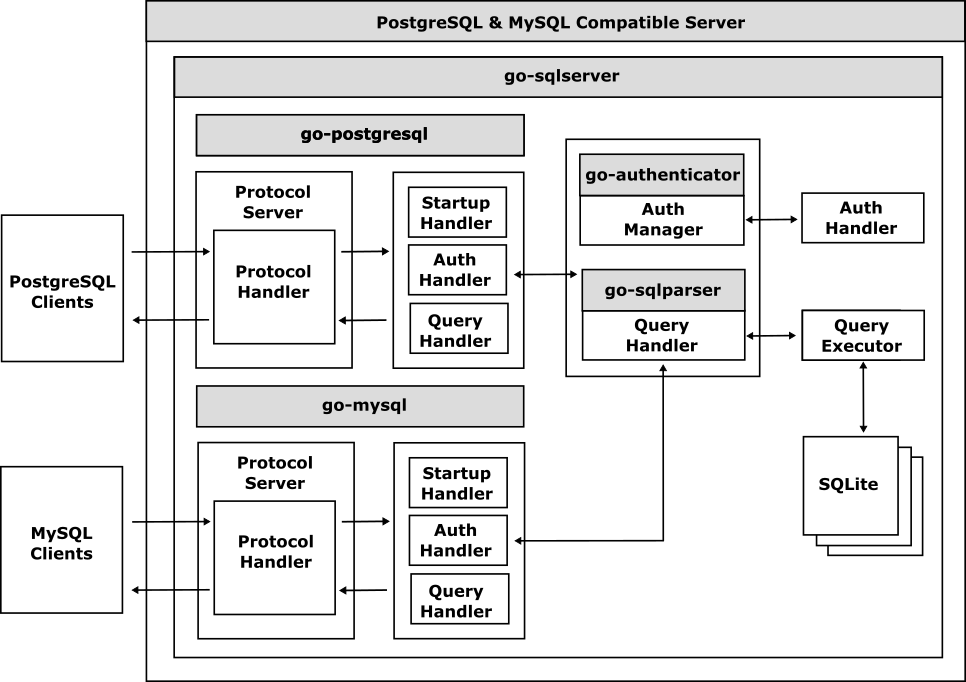 PostgreSQL & MySQL Compatible Server
go-sqlserver
go-postgresql
Protocol
Server
Protocol
Handler
Startup
Handler
Auth
Handler
Query
Handler
go-authenticator
Auth
Manager
Auth
Handler
go-sqlparser
Query
Handler
Query
Executor
PostgreSQL
Clients
go-mysql
Protocol
Server
Protocol
Handler
Startup
Handler
Auth
Handler
Query
Handler
SQLite
MySQL
Clients